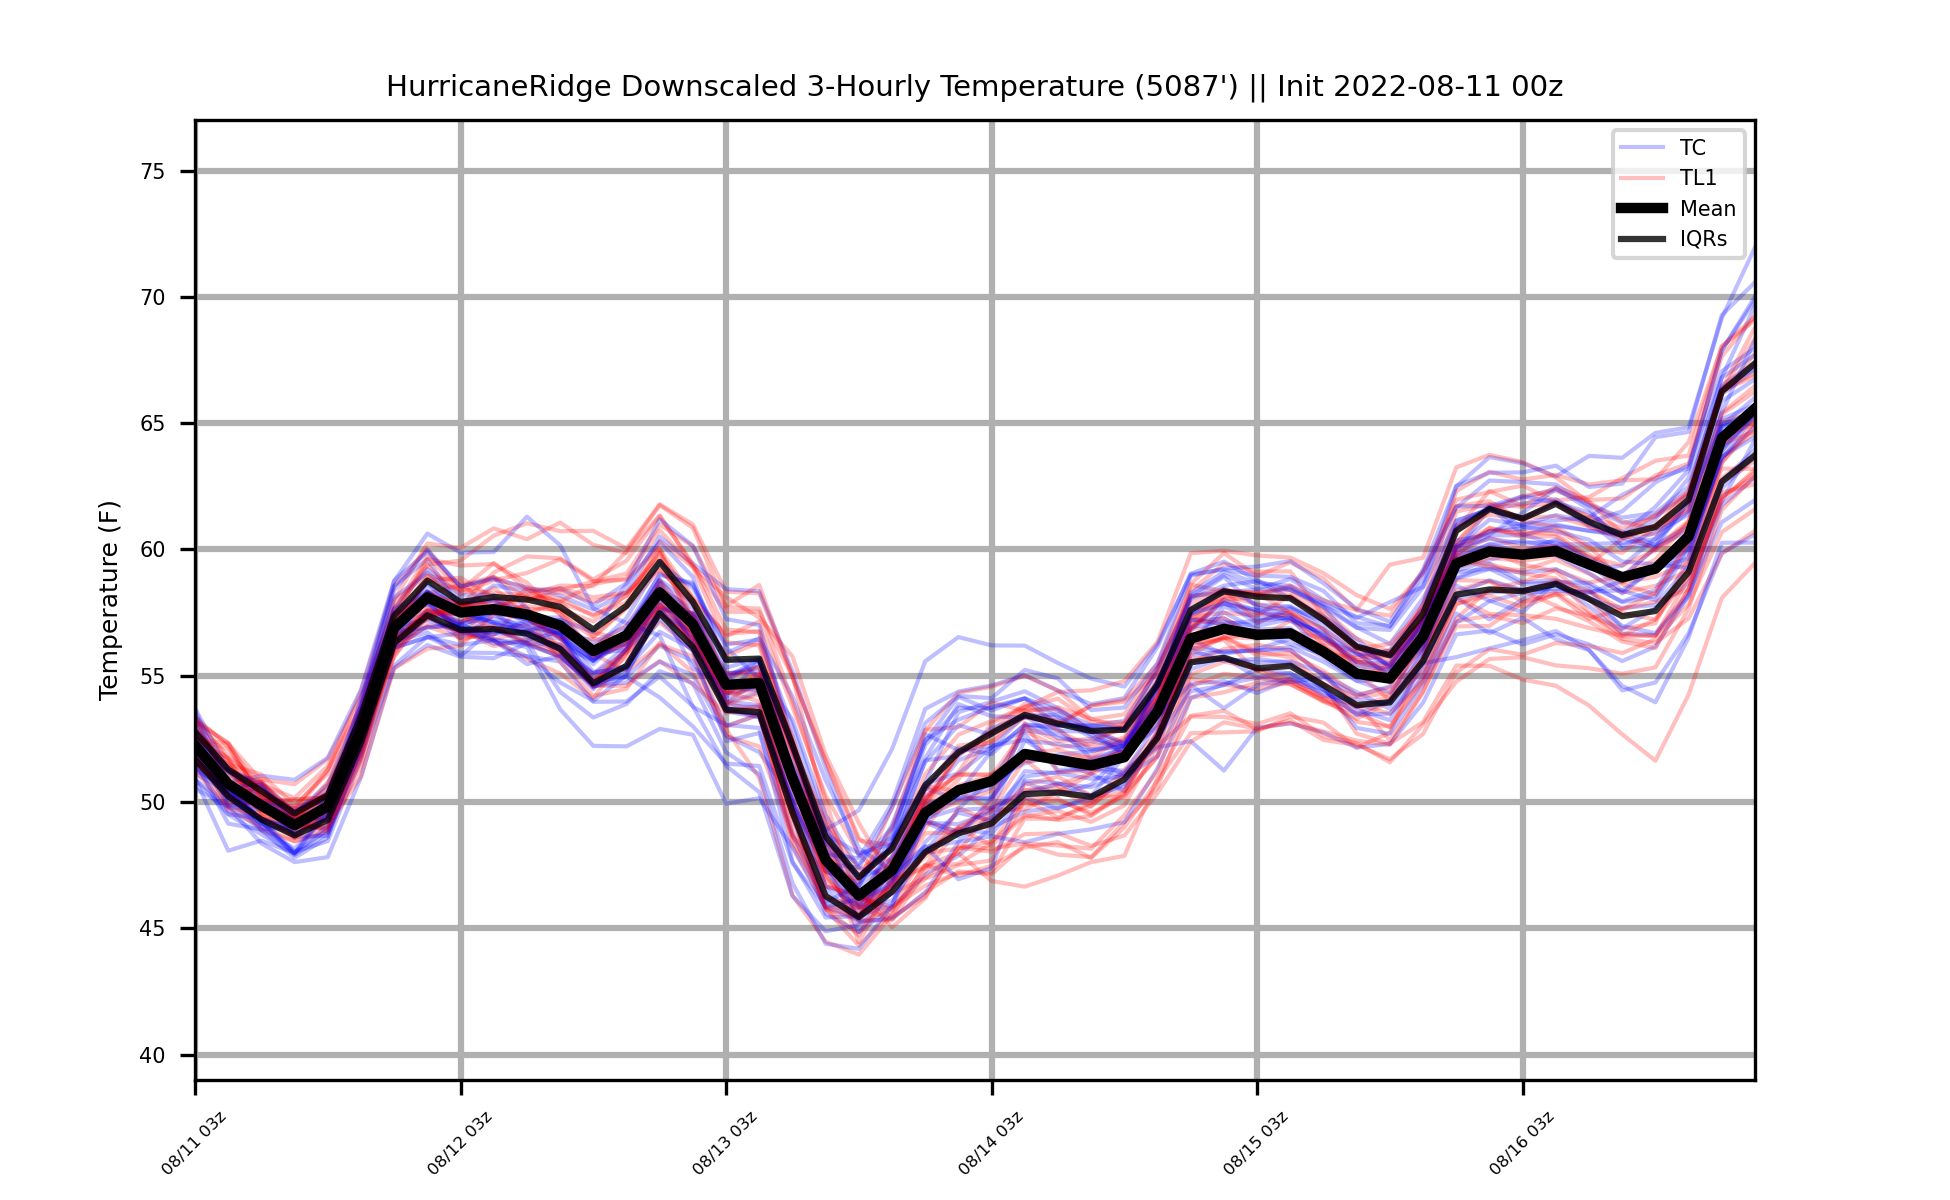 HurricaneRidge Downscaled 3-Hourly Temperature (5087') || Init 2022-08-11 00z
TC
TL1
Mean
IQRs
Temperature (F)
75
70
65
60
55
50
45
40
08/11 03z
08/12 03z
08/13 03z
08/14 03z
08/15 03z
08/16 03z